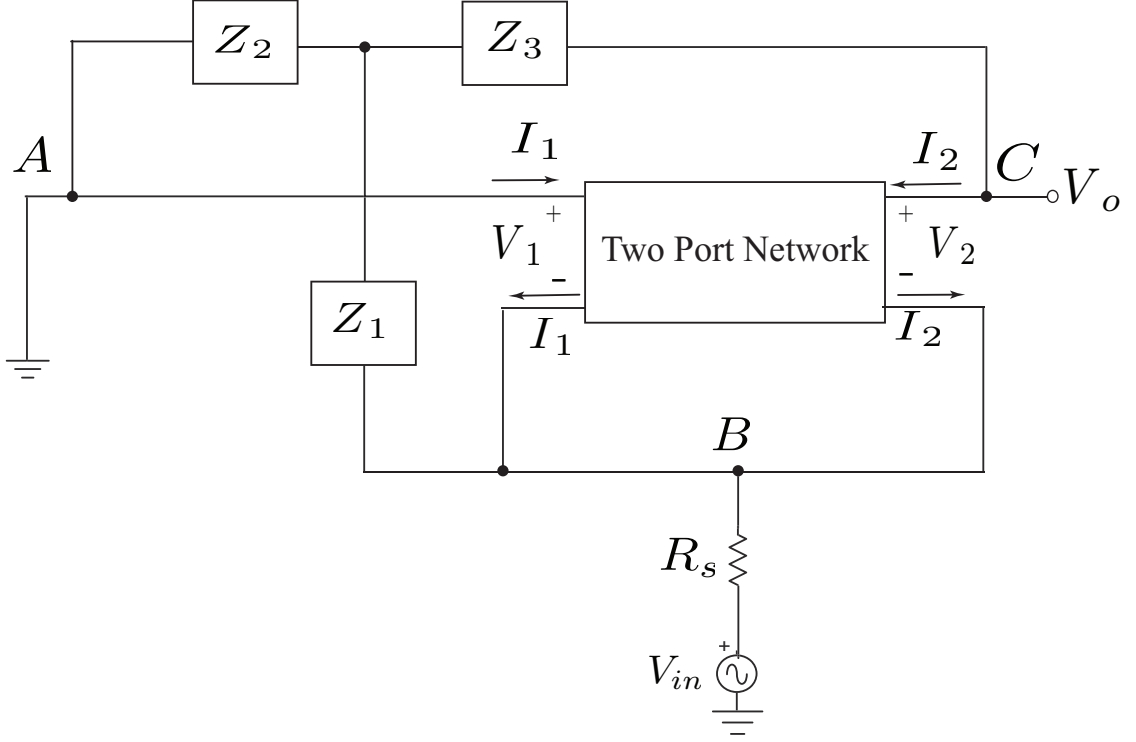 Z2
Z3
A
I1
I2
C
Vo
+
+
V1
Two Port Network
V2
-
-
I1
I2
Z1
B
Rs
+
Vin